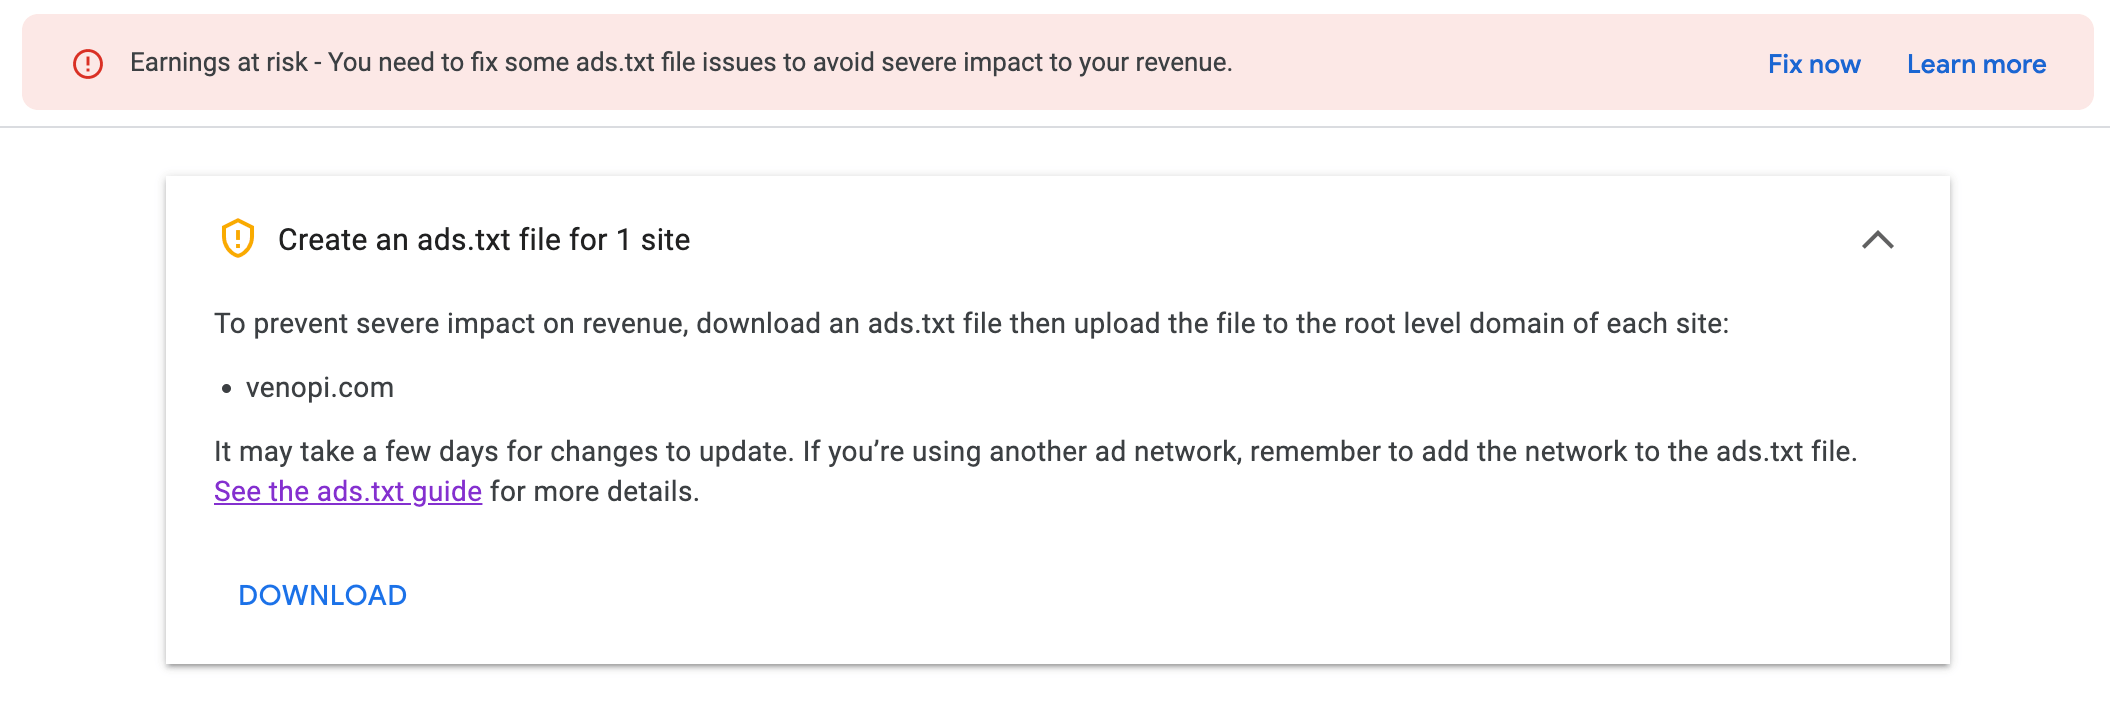 Earnings at risk - You need to fix some ads.txt file issues to avoid severe impact to your revenue.
Fix now
Learn more
Create an ads.txt file for 1 site
To prevent severe impact on revenue, download an ads.txt file then upload the file to the root level domain of each site:
• venopi.com
It may take a few days for changes to update. If you’re using another ad network, remember to add the network to the ads.txt file.
See the ads.txt guide for more details.
DOWNLOAD